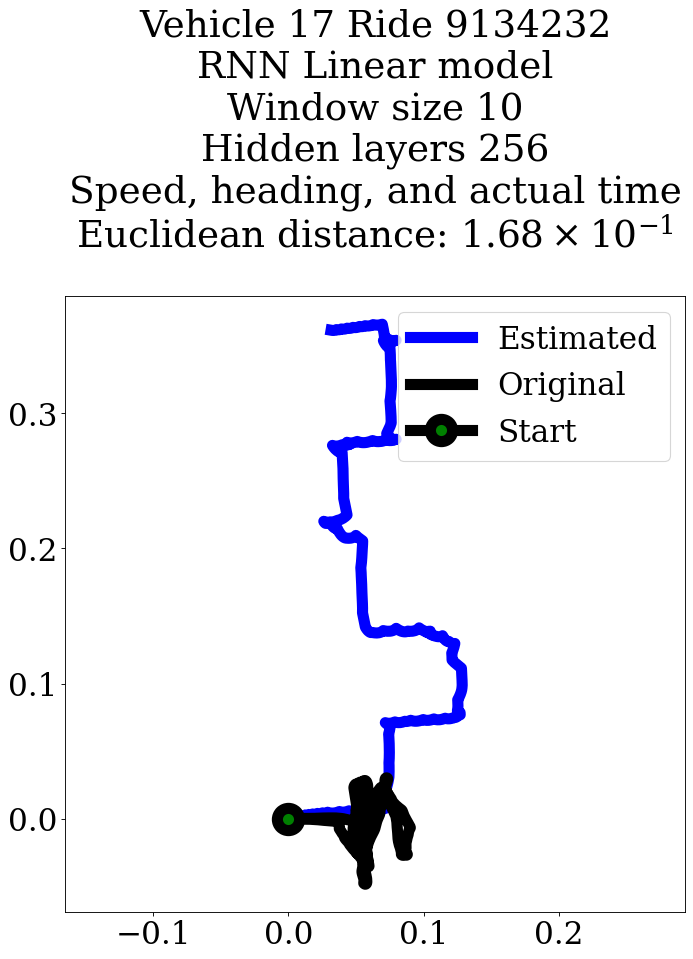 Vehicle 17 Ride 9134232
RNN Linear model
Window size 10
Hidden layers 256
Speed, heading, and actual time
Euclidean distance: 1.68 × 10⁻¹
Estimated
Original
Start
0.3
0.2
0.1
0.0
−0.1 0.0 0.1 0.2